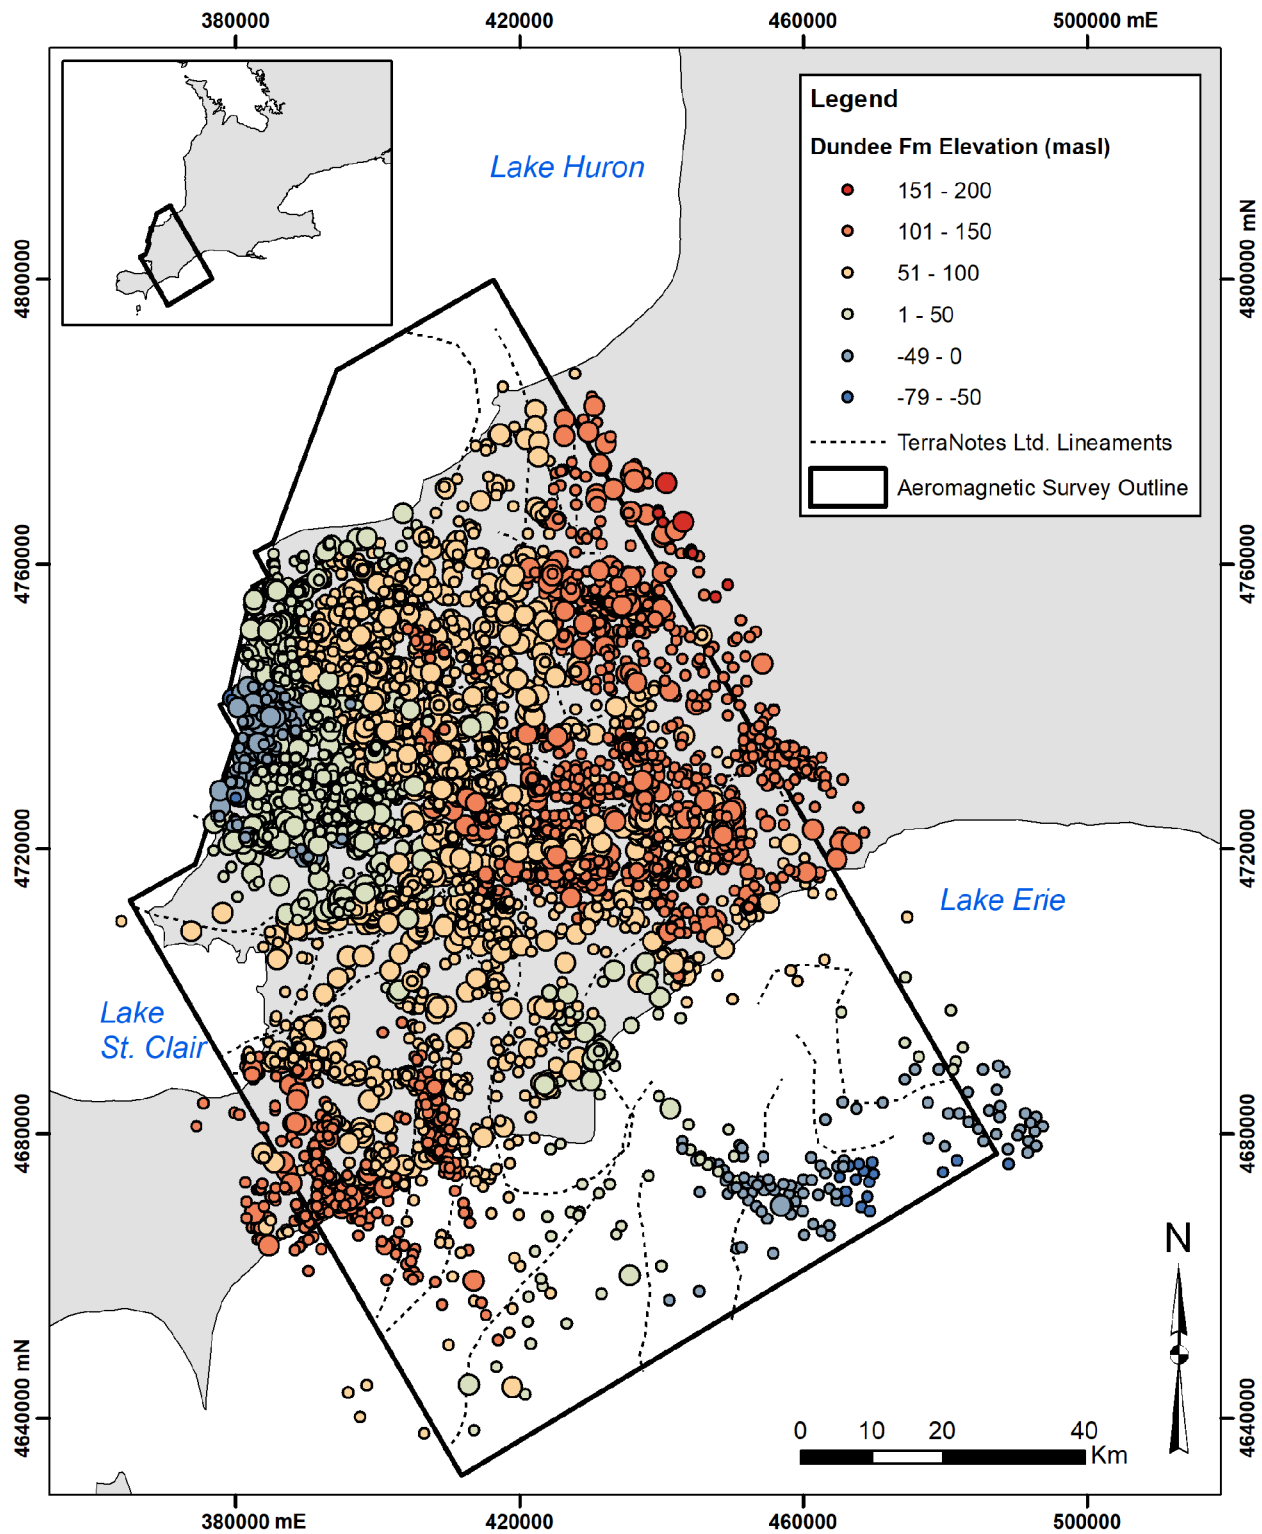 380000
420000
460000
500000 mE
Legend
Dundee Fm Elevation (masl)
151 - 200
101 - 150
51 - 100
1 - 50
-49 - 0
-79 - -50
TerraNotes Ltd. Lineaments
Aeromagnetic Survey Outline
Lake Huron
4800000
4800000 mN
4760000
4760000
4720000
4720000
Lake Erie
Lake
St. Clair
4680000
4680000
N
4640000 mN
4640000
0
10
20
40
Km
380000 mE
420000
460000
500000